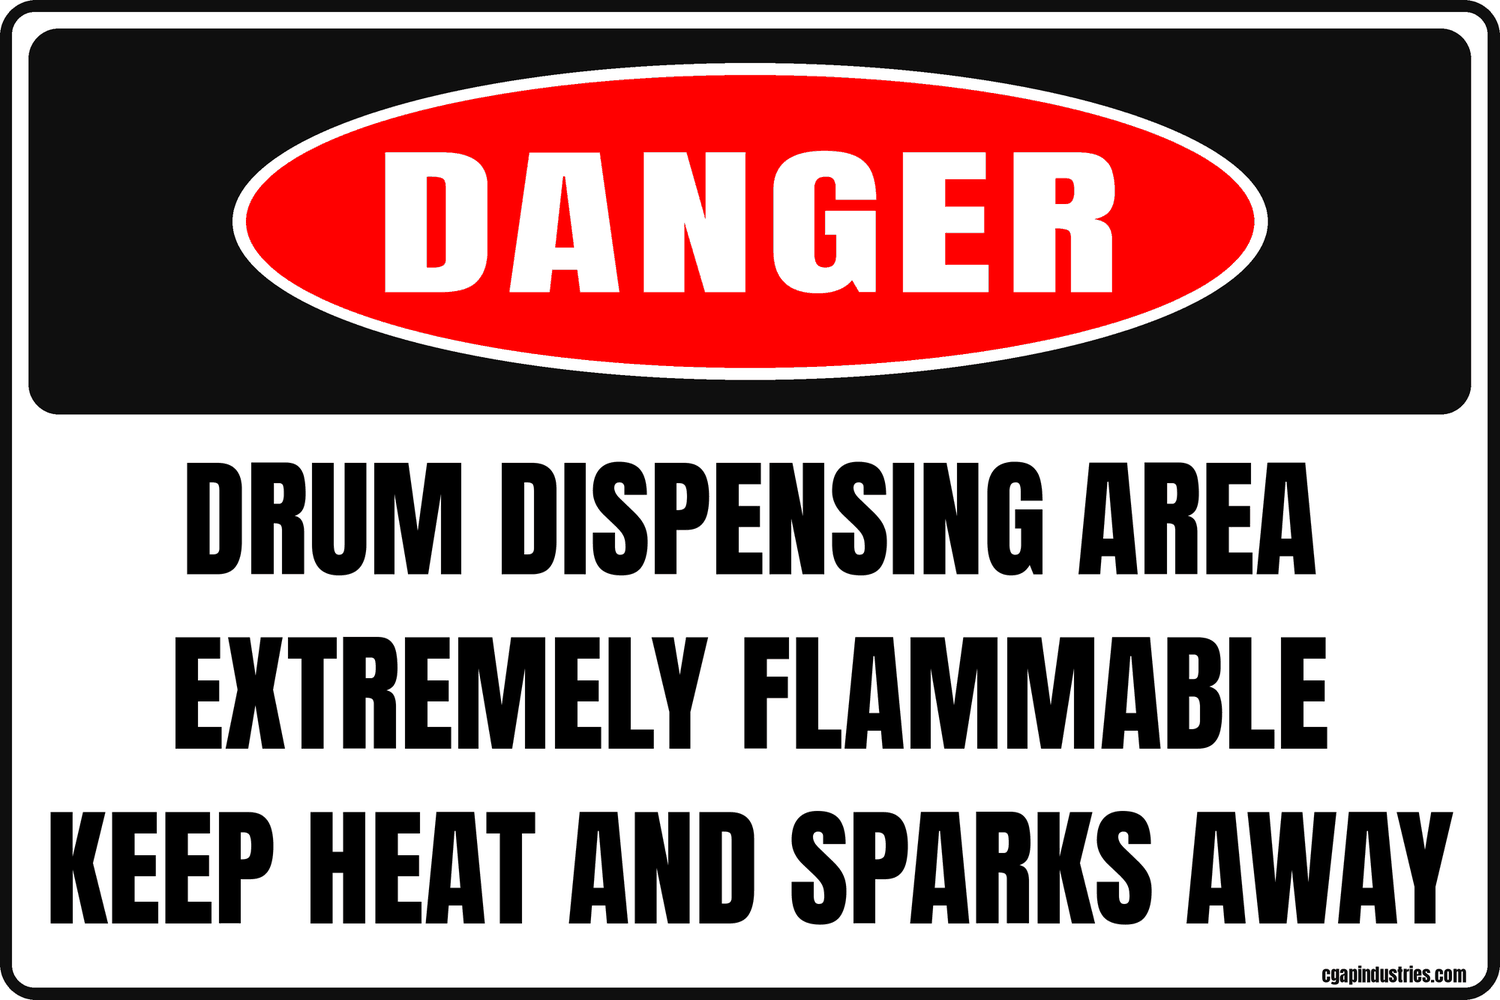 DANGER
DRUM DISPENSING AREA
EXTREMELY FLAMMABLE
KEEP HEAT AND SPARKS AWAY
cgapindustries.com